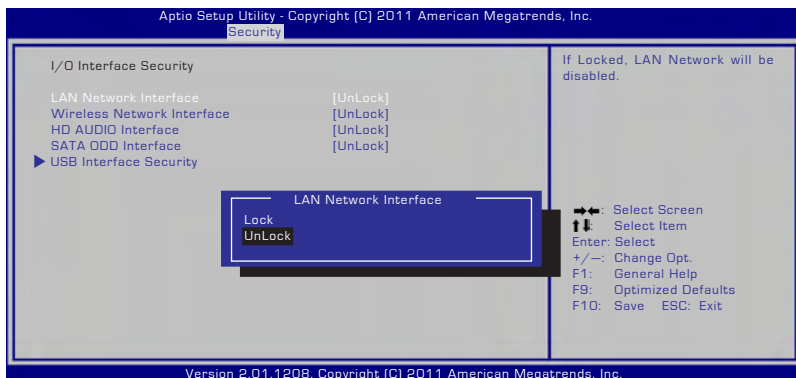 Aptio Setup Utility - Copyright (C) 2011 American Megatrends, Inc.
Security
I/O Interface Security
LAN Network Interface [UnLock]
Wireless Network Interface [UnLock]
HD AUDIO Interface [UnLock]
SATA ODD Interface [UnLock]
USB Interface Security
LAN Network Interface
Lock
UnLock
If Locked, LAN Network will be
disabled.
→←: Select Screen
↑↓: Select Item
Enter: Select
+/—: Change Opt.
F1: General Help
F9: Optimized Defaults
F10: Save ESC: Exit
Version 2.01.1208. Copyright (C) 2011 American Megatrends, Inc.